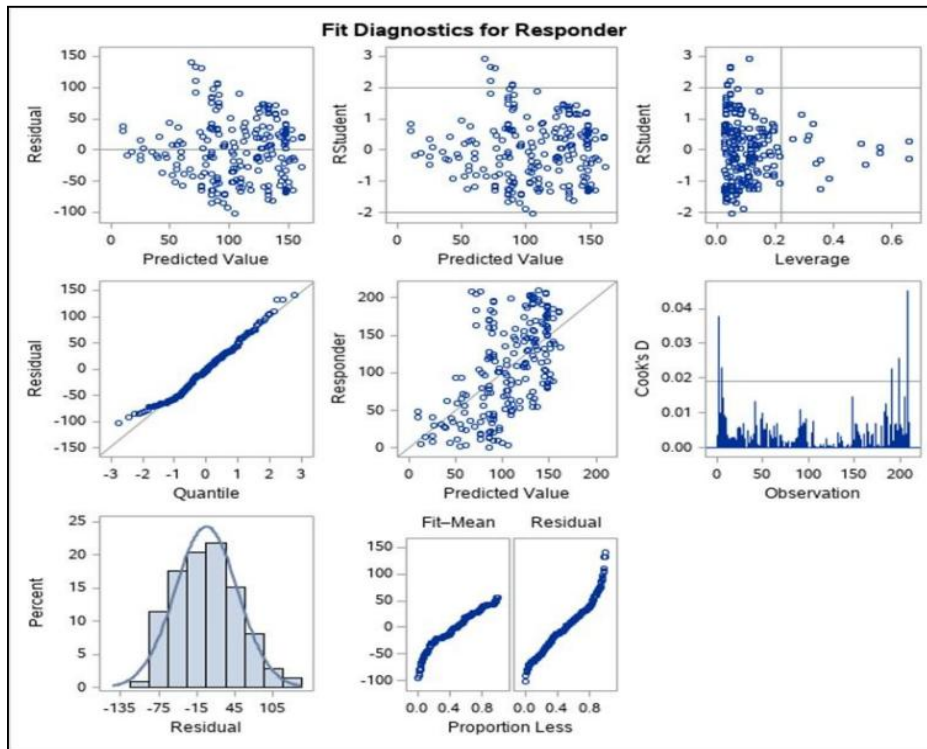 Fit Diagnostics for Responder
150
100
50
0
-50
-100
Residual
0 50 100 150
Predicted Value
3
2
1
0
-1
-2
RStudent
0 50 100 150
Predicted Value
3
2
1
0
-1
-2
RStudent
0.0 0.2 0.4 0.6
Leverage
150
100
50
0
-50
-100
-150
Residual
-3 -2 -1 0 1 2 3
Quantile
200
150
100
50
0
Responder
0 50 100 150 200
Predicted Value
0.04
0.03
0.02
0.01
0.00
Cook's D
0 50 100 150 200
Observation
25
20
15
10
5
0
Percent
-135 -75 -15 45 105
Residual
Fit–Mean Residual
150
100
50
0
-50
-100
0.0 0.4 0.8 0.0 0.4 0.8
Proportion Less